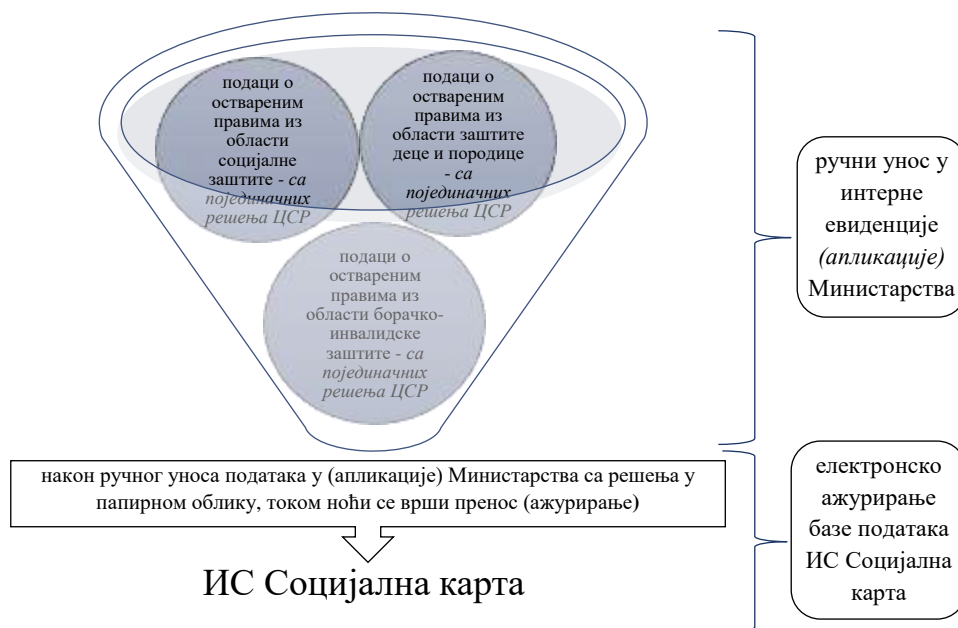 подаци о
оствареним
правима из
области
социјалне
заштите - са
појединачних
решења ЦСР
подаци о
оствареним
правима из
области заштите
деце и породице
- са
појединачних
решења ЦСР
подаци о
оствареним
правима из
области борачко-
инвалидске
заштите - са
појединачних
решења ЦСР
ручни унос у
интерне
евиденције
(апликације)
Министарства
након ручног уноса података у (апликације) Министарства са решења у
папирном облику, током ноћи се врши пренос (ажурирање)
ИС Социјална карта
електронско
ажурирање
базе података
ИС Социјална
карта